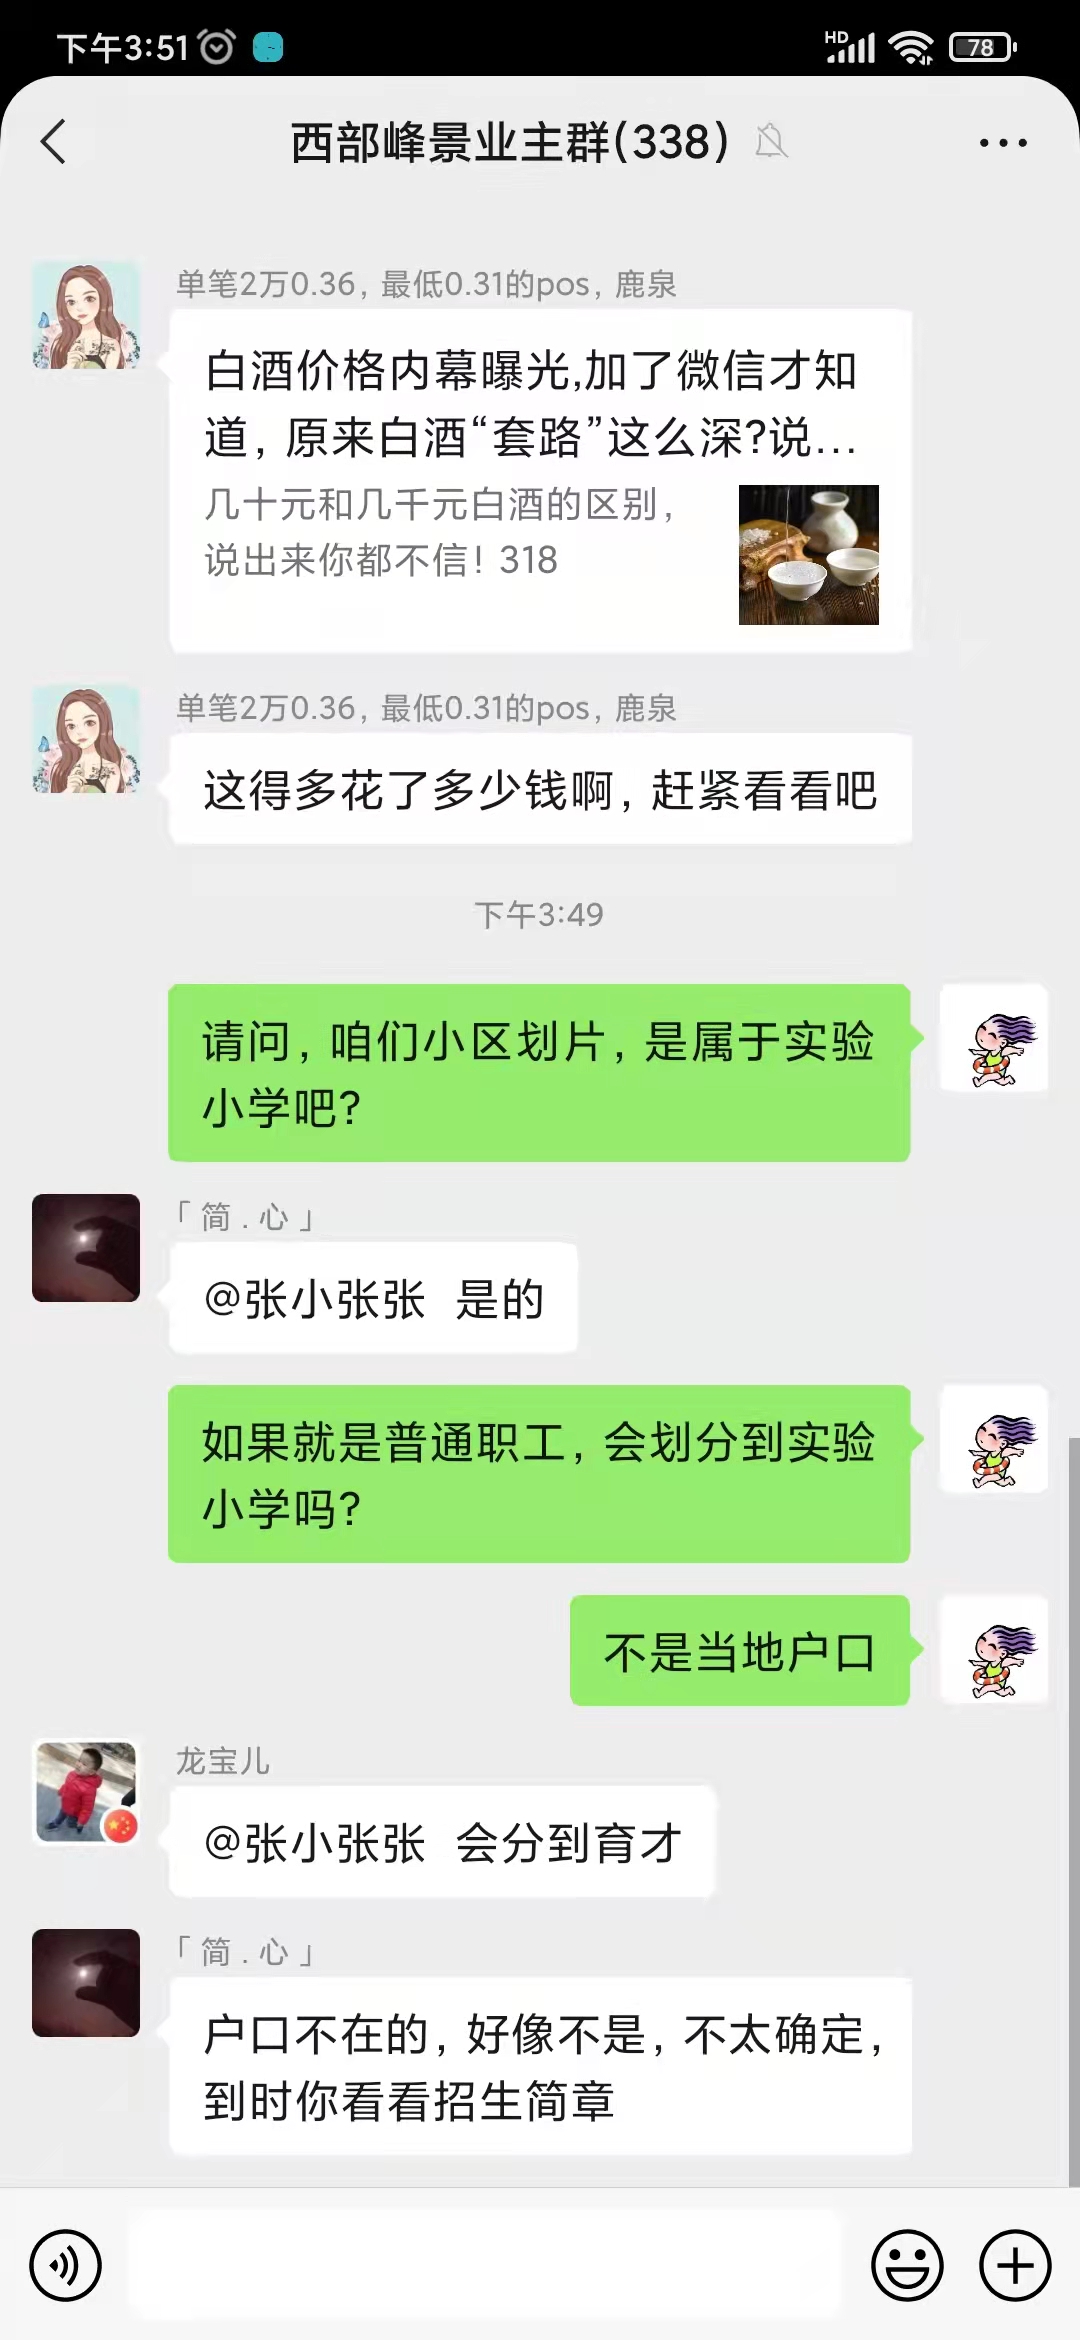 下午3:51
HD
78
西部峰景业主群(338)
单笔2万0.36, 最低0.31的pos, 鹿泉
白酒价格内幕曝光,加了微信才知
道, 原来白酒“套路”这么深?说...
几十元和几千元白酒的区别,
说出来你都不信! 318
单笔2万0.36, 最低0.31的pos, 鹿泉
这得多花了多少钱啊, 赶紧看看吧
下午3:49
请问, 咱们小区划片, 是属于实验
小学吧?
「 简 . 心 」
@张小张张 是的
如果就是普通职工, 会划分到实验
小学吗?
不是当地户口
龙宝儿
@张小张张 会分到育才
「 简 . 心 」
户口不在的, 好像不是, 不太确定,
到时你看看招生简章